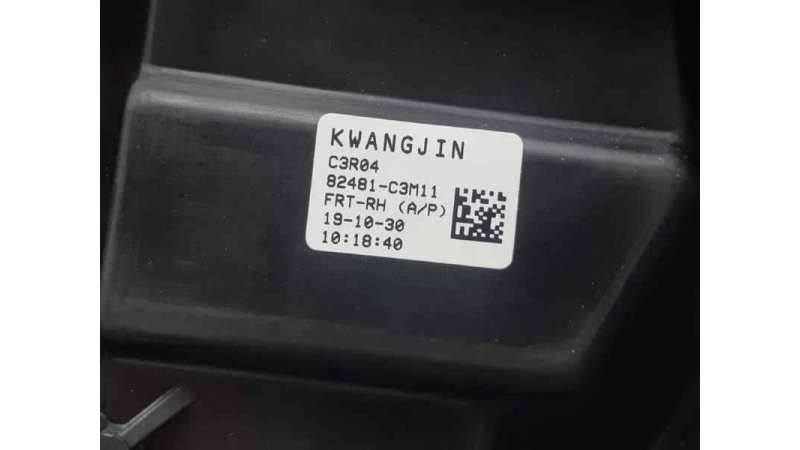 KWANGJIN
C3R04
82481-C3M11
FRT-RH (A/P)
19-10-30
10:18:40